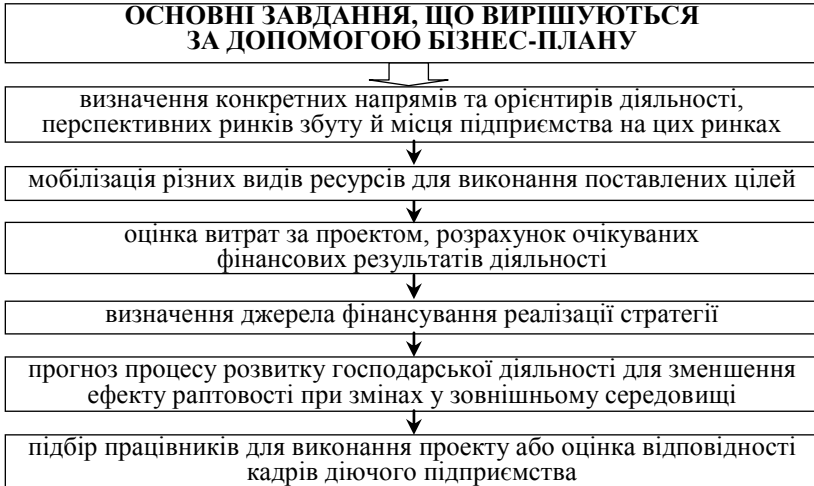 ОСНОВНІ ЗАВДАННЯ, ЩО ВИРІШУЮТЬСЯ
ЗА ДОПОМОГОЮ БІЗНЕС-ПЛАНУ
визначення конкретних напрямів та орієнтирів діяльності,
перспективних ринків збуту й місця підприємства на цих ринках
мобілізація різних видів ресурсів для виконання поставлених цілей
оцінка витрат за проектом, розрахунок очікуваних
фінансових результатів діяльності
визначення джерела фінансування реалізації стратегії
прогноз процесу розвитку господарської діяльності для зменшення
ефекту раптовості при змінах у зовнішньому середовищі
підбір працівників для виконання проекту або оцінка відповідності
кадрів діючого підприємства